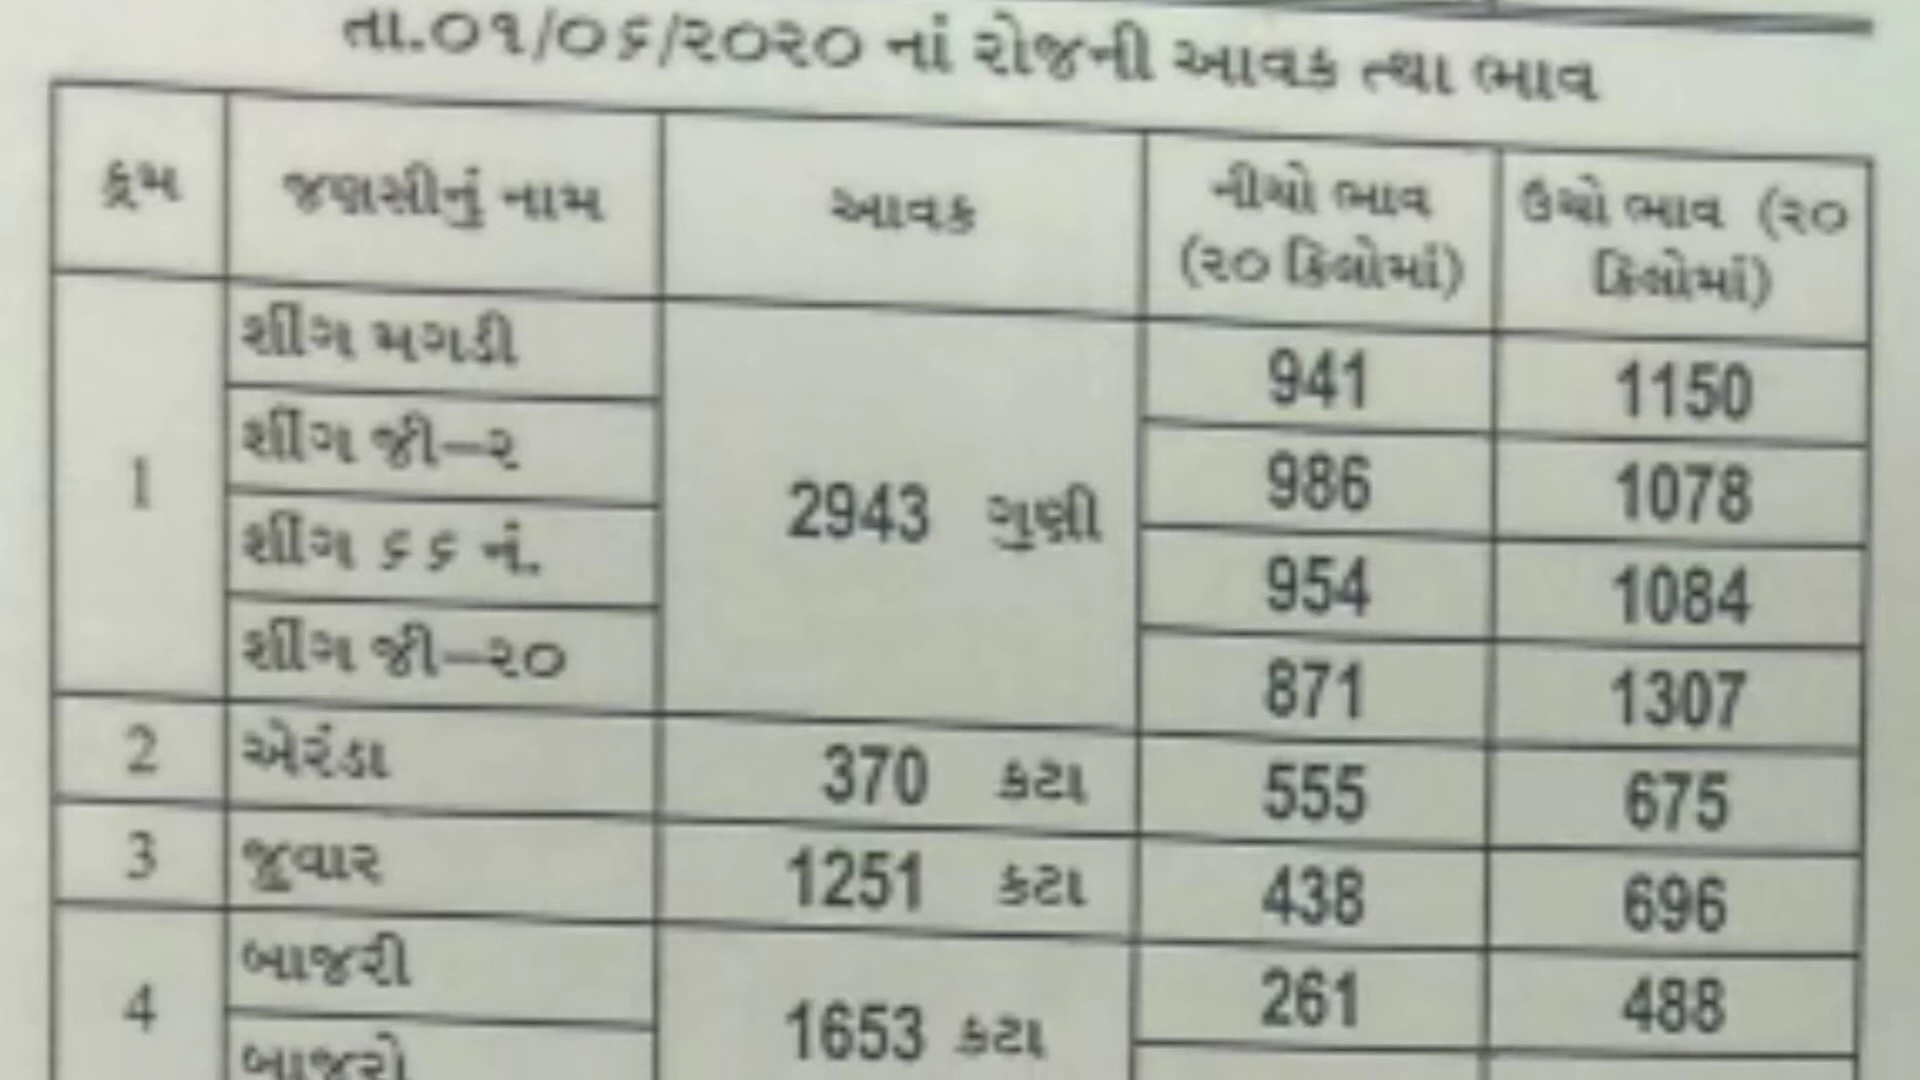 તા.૦૧/૦૬/૨૦૨૦ નાં રોજની આવક ત્થા ભાવ
ક્રમ જણસીનું નામ આવક નીચો ભાવ (૨૦ કિલોમાં) ઉંચો ભાવ (૨૦ કિલોમાં)
1 શીંગ મગડી 2943 ગુણી 941 1150
શીંગ જી–૨ 986 1078
શીંગ ૬૬ નં. 954 1084
શીંગ જી–૨૦ 871 1307
2 એરંડા 370 કટા 555 675
3 જુવાર 1251 કટા 438 696
4 બાજરી 1653 કટા 261 488
બાજરો